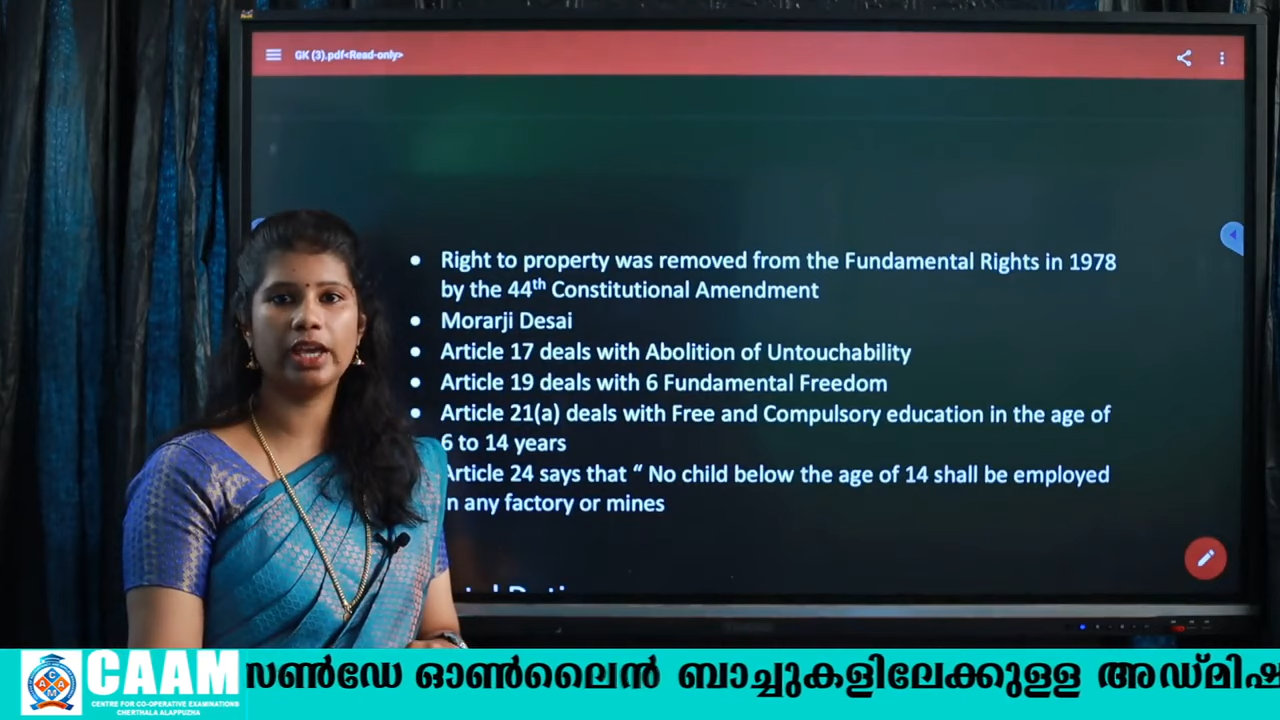 GK (3).pdf<Read-only>
Right to property was removed from the Fundamental Rights in 1978
by the 44th Constitutional Amendment
Morarji Desai
Article 17 deals with Abolition of Untouchability
Article 19 deals with 6 Fundamental Freedom
Article 21(a) deals with Free and Compulsory education in the age of
6 to 14 years
Article 24 says that “ No child below the age of 14 shall be employed
n any factory or mines
CAAM
CENTRE FOR CO-OPERATIVE EXAMINATIONS
CHERTHALA ALAPPUZHA
സൺഡേ ഓൺലൈൻ ബാച്ചുകളിലേക്കുളള അഡ്മിഷ